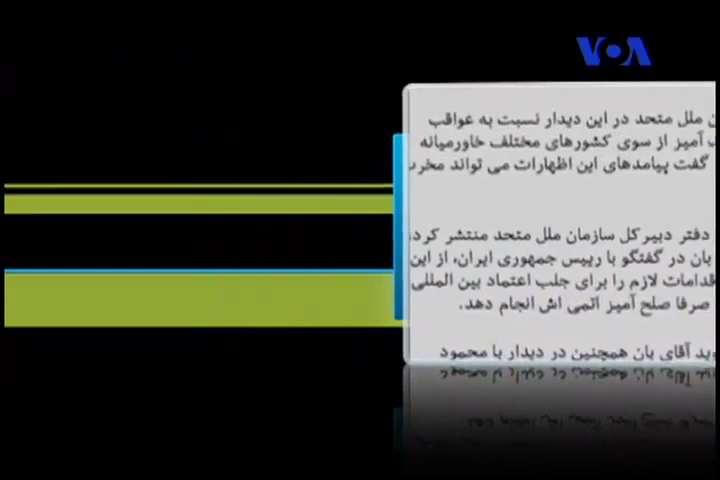 VOA
ملل متحد در این دیدار نسبت به عواقب
آمیز از سوی کشورهای مختلف خاورمیانه
گفت پیامدهای این اظهارات می تواند
دفتر دبیرکل سازمان ملل متحد منتشر
بان در گفتگو با رییس جمهوری ایران، از این
اقدامات لازم را برای جلب اعتماد بین المللی
صرفا صلح آمیز اتمی اش انجام دهد.
آقای بان همچنین در دیدار با محمود